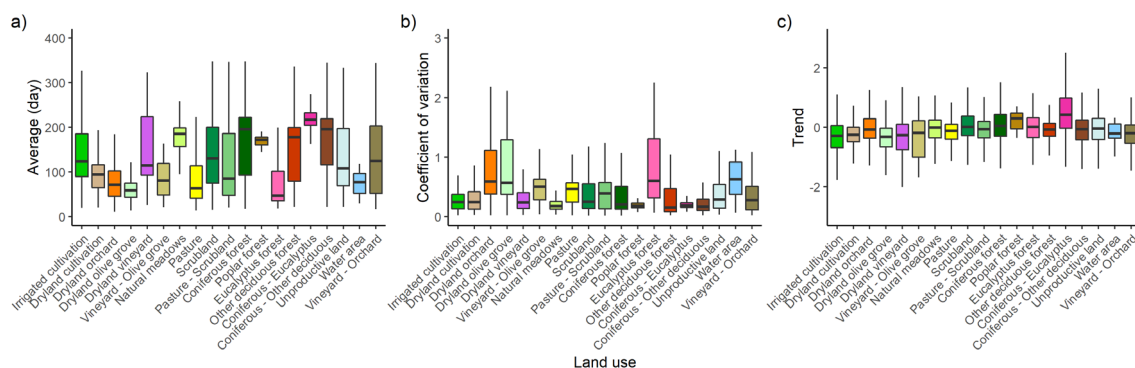 a)
Average (day)
400
300
200
100
0
Irrigated cultivation
Dryland cultivation
Dryland orchard
Dryland olive grove
Dryland vineyard
Vineyard - Olive grove
Natural meadows
Pasture
Scrubland
Pasture - Scrubland
Coniferous forest
Poplar forest
Eucalyptus forest
Other deciduous forest
Coniferous - Eucalyptus
Coniferous - Other deciduous
Unproductive land
Water area
Vineyard - Orchard
b)
Coefficient of variation
3
2
1
0
Irrigated cultivation
Dryland cultivation
Dryland orchard
Dryland olive grove
Dryland vineyard
Vineyard - Olive grove
Natural meadows
Pasture
Scrubland
Pasture - Scrubland
Coniferous forest
Poplar forest
Eucalyptus forest
Other deciduous forest
Coniferous - Eucalyptus
Coniferous - Other deciduous
Unproductive land
Water area
Vineyard - Orchard
c)
Trend
2
0
-2
Irrigated cultivation
Dryland cultivation
Dryland orchard
Dryland olive grove
Dryland vineyard
Vineyard - Olive grove
Natural meadows
Pasture
Scrubland
Pasture - Scrubland
Coniferous forest
Poplar forest
Eucalyptus forest
Other deciduous forest
Coniferous - Eucalyptus
Coniferous - Other deciduous
Unproductive land
Water area
Vineyard - Orchard
Land use